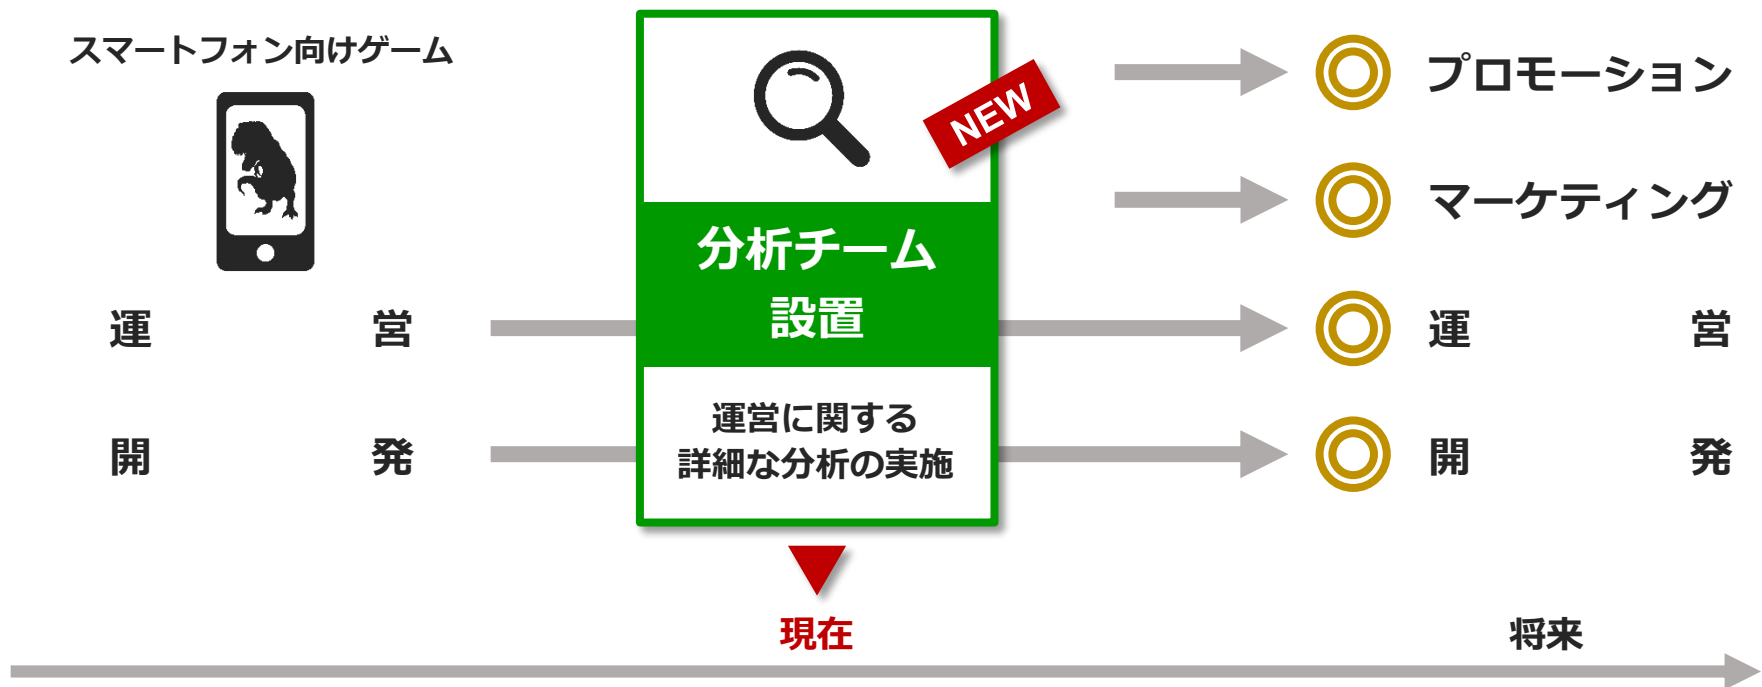 スマートフォン向けゲーム
運営
開発
NEW
分析チーム
設置
運営に関する
詳細な分析の実施
プロモーション
マーケティング
運営
開発
現在
将来